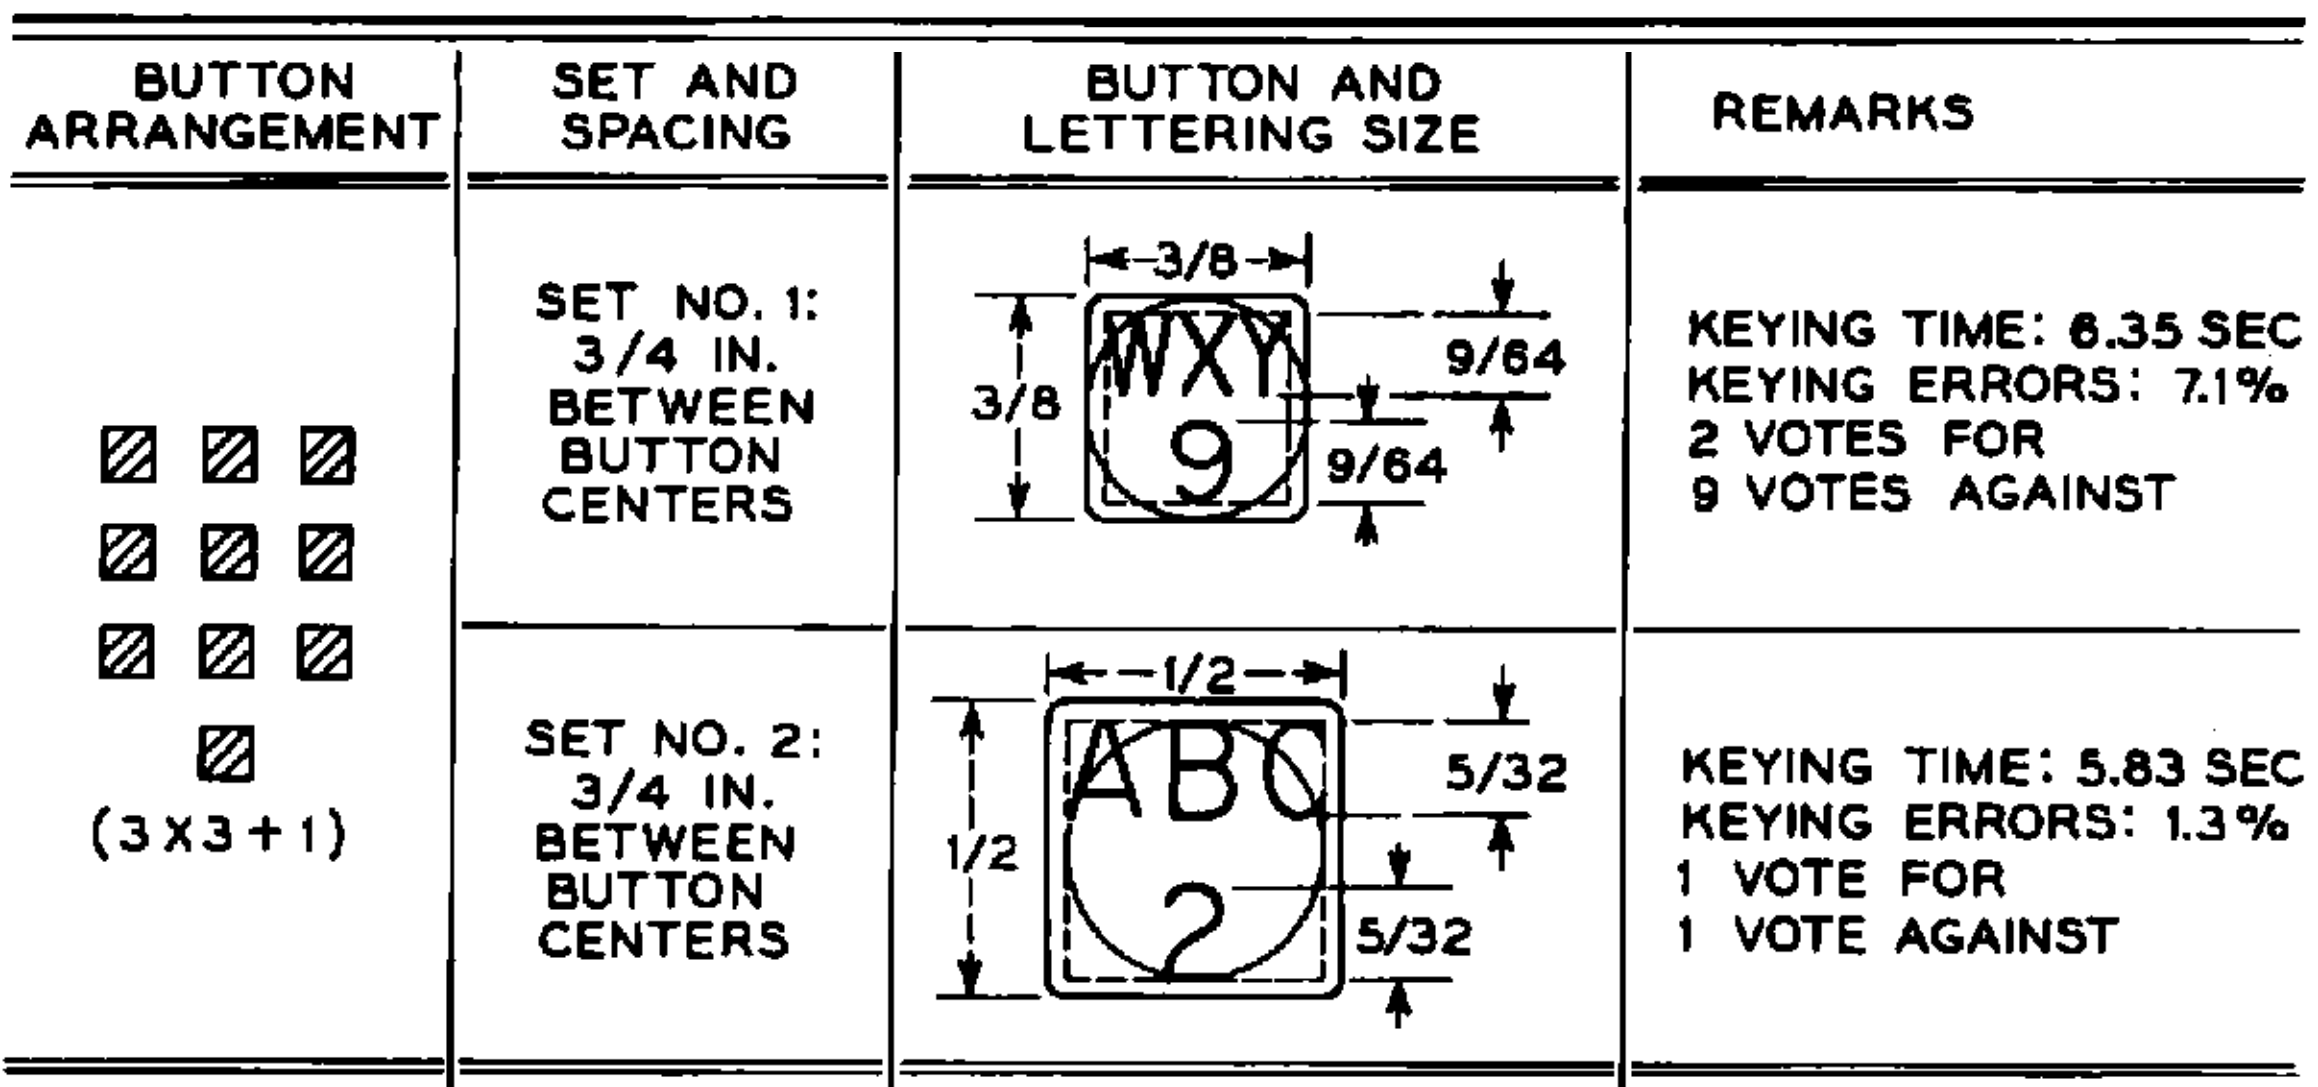 BUTTON
ARRANGEMENT
SET AND
SPACING
BUTTON AND
LETTERING SIZE
REMARKS
(3X3+1)
SET NO. 1:
3/4 IN.
BETWEEN
BUTTON
CENTERS
3/8
3/8
WXY
9
9/64
9/64
KEYING TIME: 6.35 SEC
KEYING ERRORS: 7.1%
2 VOTES FOR
9 VOTES AGAINST
SET NO. 2:
3/4 IN.
BETWEEN
BUTTON
CENTERS
1/2
1/2
ABC
2
5/32
5/32
KEYING TIME: 5.83 SEC
KEYING ERRORS: 1.3%
1 VOTE FOR
1 VOTE AGAINST